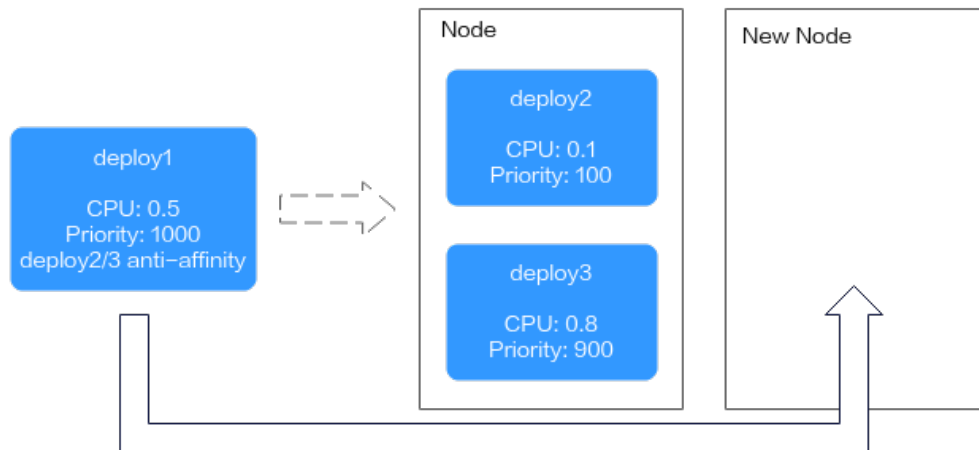 deploy1
CPU: 0.5
Priority: 1000
deploy2/3 anti-affinity
Node
deploy2
CPU: 0.1
Priority: 100
deploy3
CPU: 0.8
Priority: 900
New Node